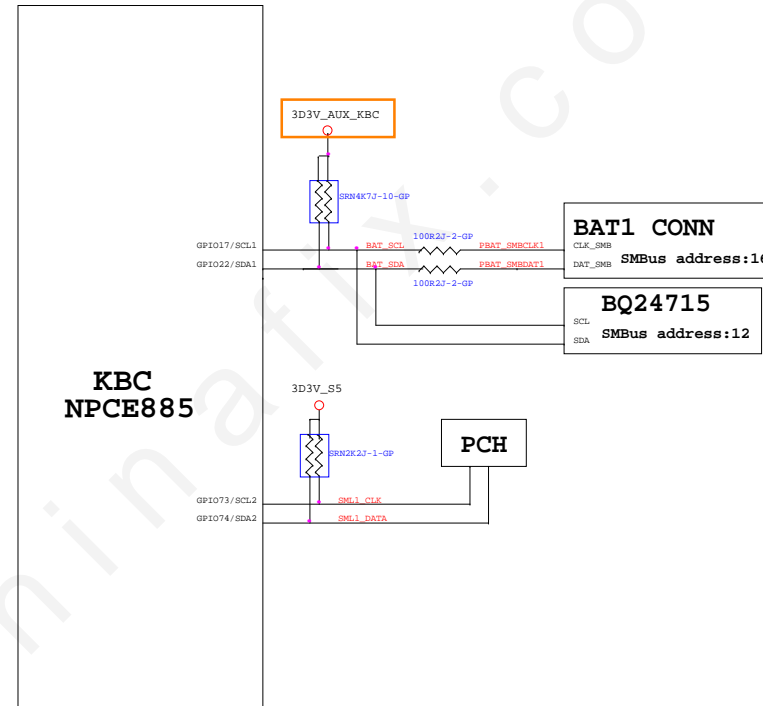 3D3V_AUX_KBC
SRN4K7J-10-GP
GPIO17/SCL1
BAT_SCL
100R2J-2-GP
PBAT_SMBCLK1
GPIO22/SDA1
BAT_SDA
100R2J-2-GP
PBAT_SMBDAT1
BAT1 CONN
CLK_SMB
DAT_SMB
SMBus address:16
BQ24715
SCL
SDA
SMBus address:12
KBC
NPCE885
3D3V_S5
SRN2K2J-1-GP
PCH
GPIO73/SCL2
SML1_CLK
GPIO74/SDA2
SML1_DATA
ninafix.co